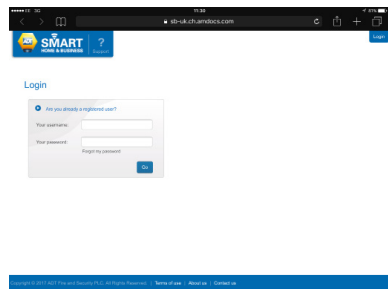 3G 11:30 87%
sb-uk.ch.amdocs.com
Login
SMART
HOME & BUSINESS
?
Support
Login
Are you already a registered user?
Your username:
Your password:
Forgot my password
Go
Copyright © 2017 ADT Fire and Security PLC. All Rights Reserved. | Terms of use | About us | Contact us